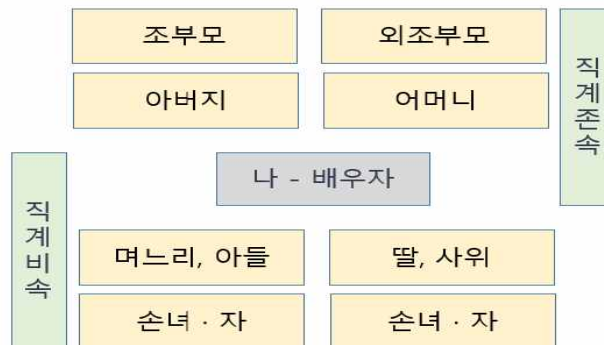 조부모
외조부모
아버지
어머니
직계존속
나 - 배우자
직계비속
며느리, 아들
딸, 사위
손녀 · 자
손녀 · 자